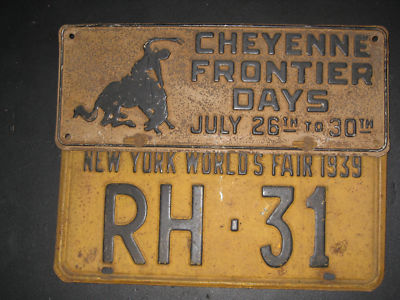 CHEYENNE
FRONTIER
DAYS
JULY 26TH TO 30TH
NEW YORK WORLD'S FAIR 1939
RH·31